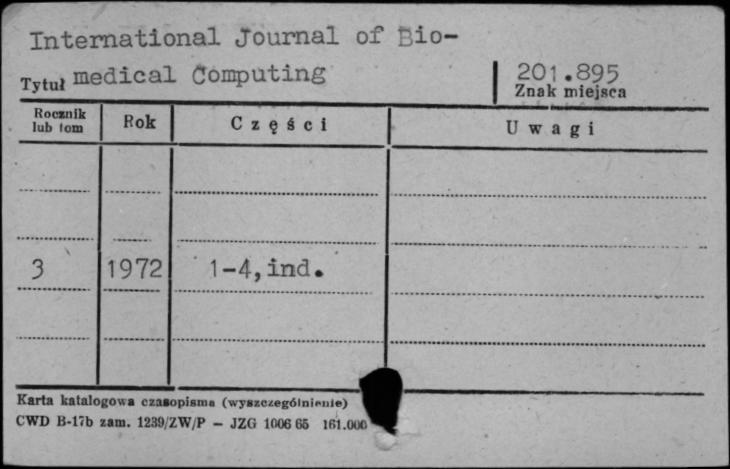 International Journal of Bio-
Tytuł medical Computing
201.895
Znak miejsca
Rocznik lub tom Rok Części Uwagi
3 1972 1-4, ind.
Karta katalogowa czasopisma (wyszczególnienie)
CWD B-17b zam. 1239/ZW/P — JZG 1006 65 161.000